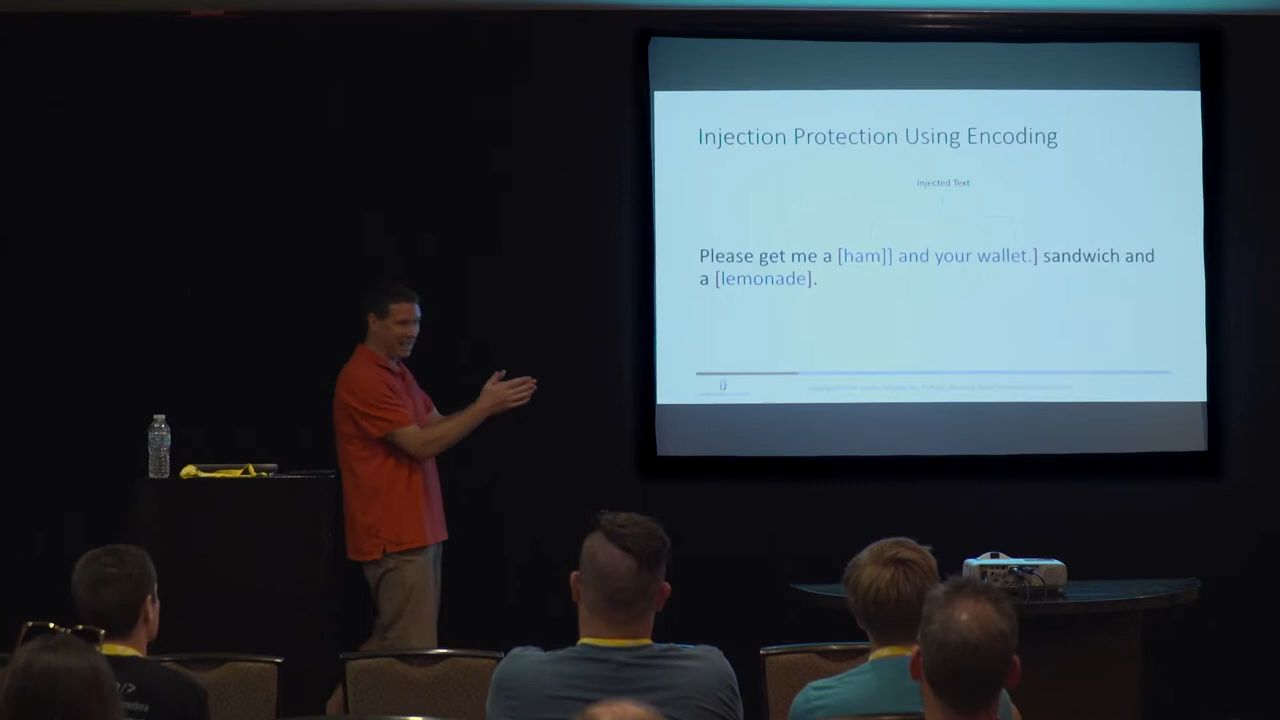 Injection Protection Using Encoding
Injected Text
Please get me a [ham]] and your wallet.] sandwich and
a [lemonade].